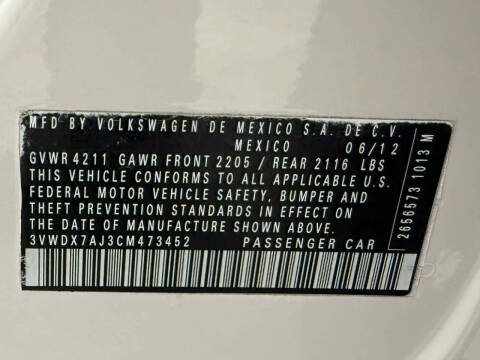 MFD BY VOLKSWAGEN DE MEXICO S.A. DE C.V.
MEXICO 06/12
GVWR 4211 GAWR FRONT 2205 / REAR 2116 LBS
THIS VEHICLE CONFORMS TO ALL APPLICABLE U.S.
FEDERAL MOTOR VEHICLE SAFETY, BUMPER AND
THEFT PREVENTION STANDARDS IN EFFECT ON
THE DATE OF MANUFACTURE SHOWN ABOVE.
3VWDX7AJ3CM473452 PASSENGER CAR
2656573 1013 M